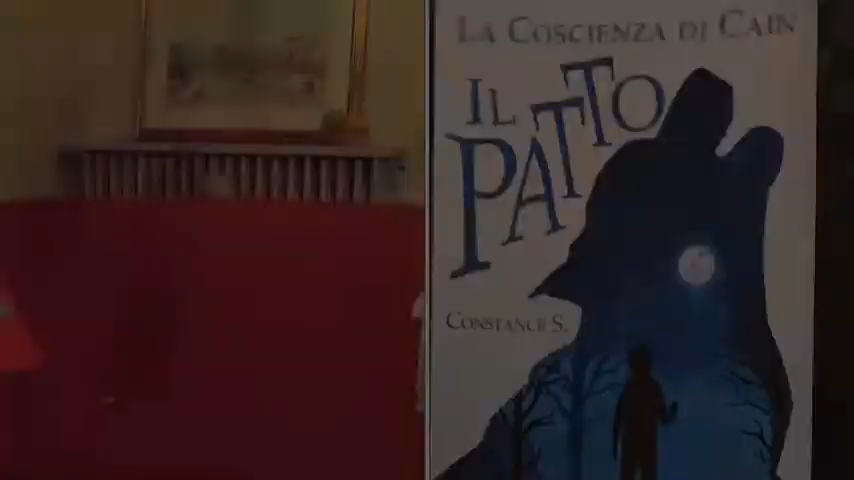 LA COSCIENZA DI CAIN
IL
PATTO
CONSTANCE S.